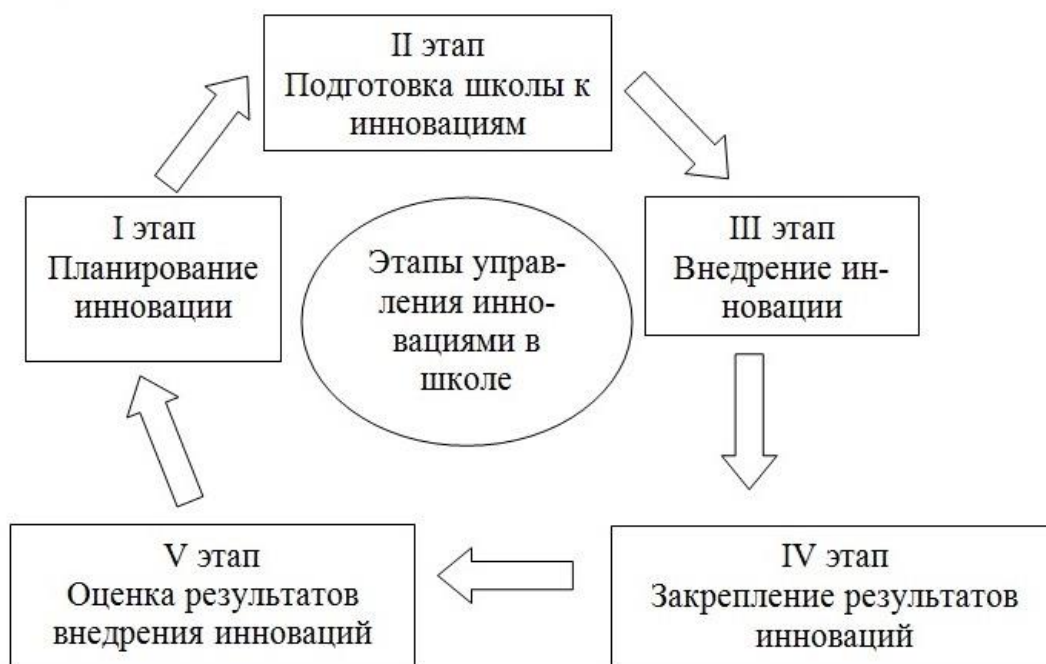 II этап
Подготовка школы к
инновациям
I этап
Планирование
инновации
Этапы управ-
ления инно-
вациями в
школе
III этап
Внедрение ин-
новации
V этап
Оценка результатов
внедрения инноваций
IV этап
Закрепление результатов
инноваций